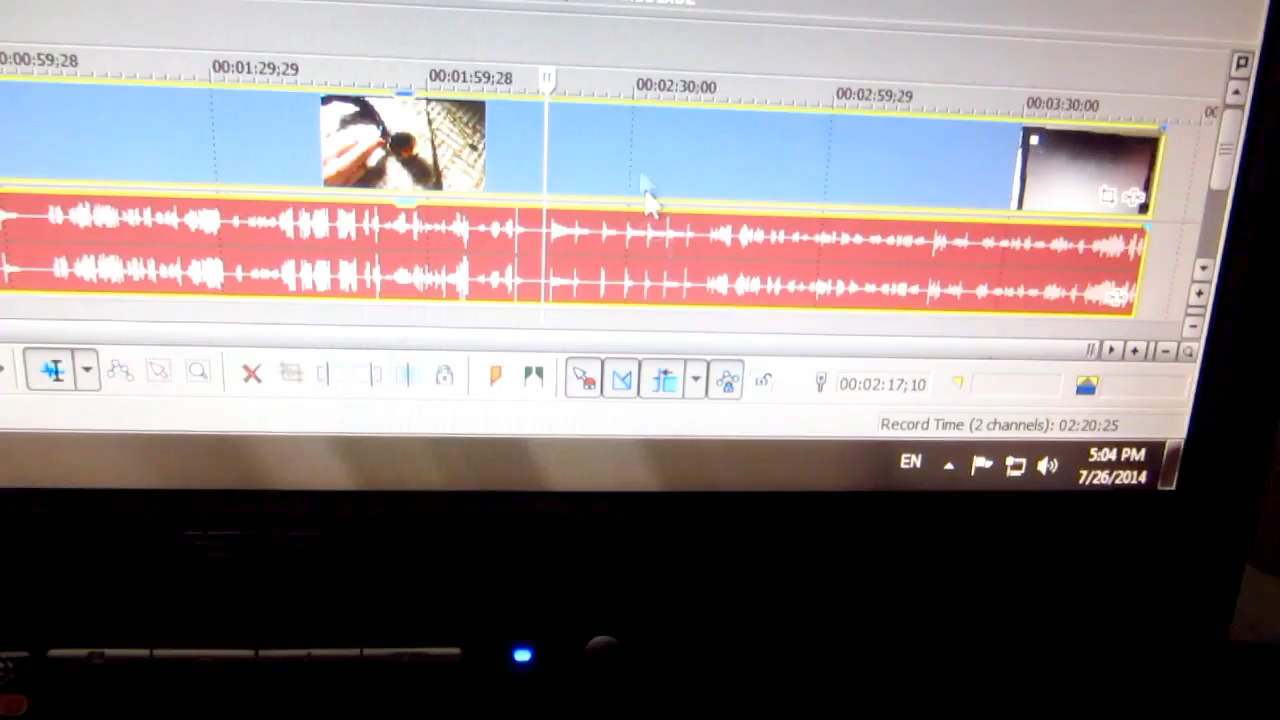 0:00:59;28 00:01:29;29 00:01:59;28 00:02:30;00 00:02:59;29 00:03:30;00 00
00:02:17;10
Record Time (2 channels): 02:20:25
EN 5:04 PM
7/26/2014